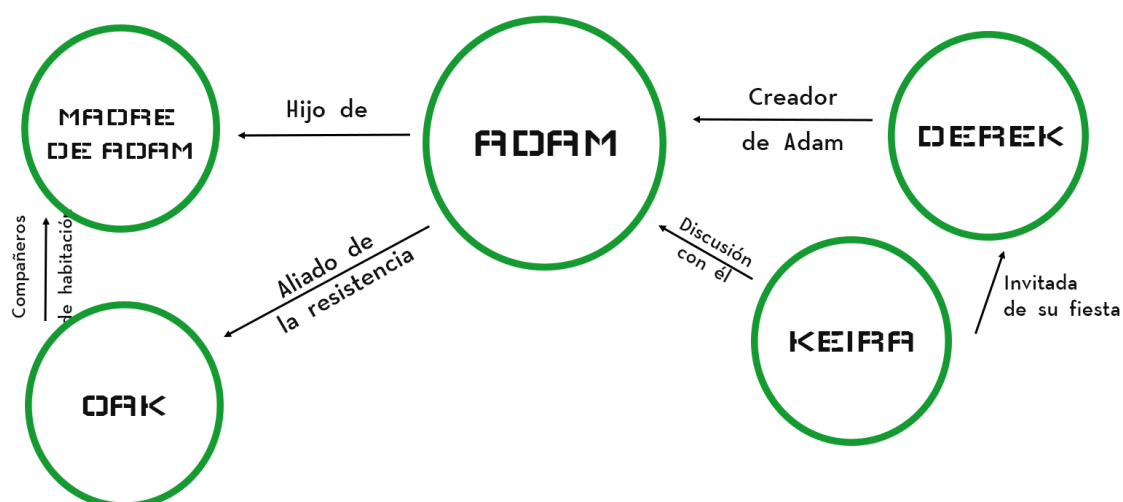 MADRE
DE ADAM
Hijo de
ADAM
Creador
de Adam
DEREK
Compañeros
de habitación
Aliado de
la resistencia
Discusión
con él
KEIRA
Invitada
de su fiesta
OAK